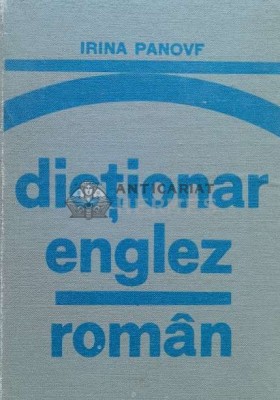 IRINA PANOVF
dicționar
ANTICARIAT
englez
român